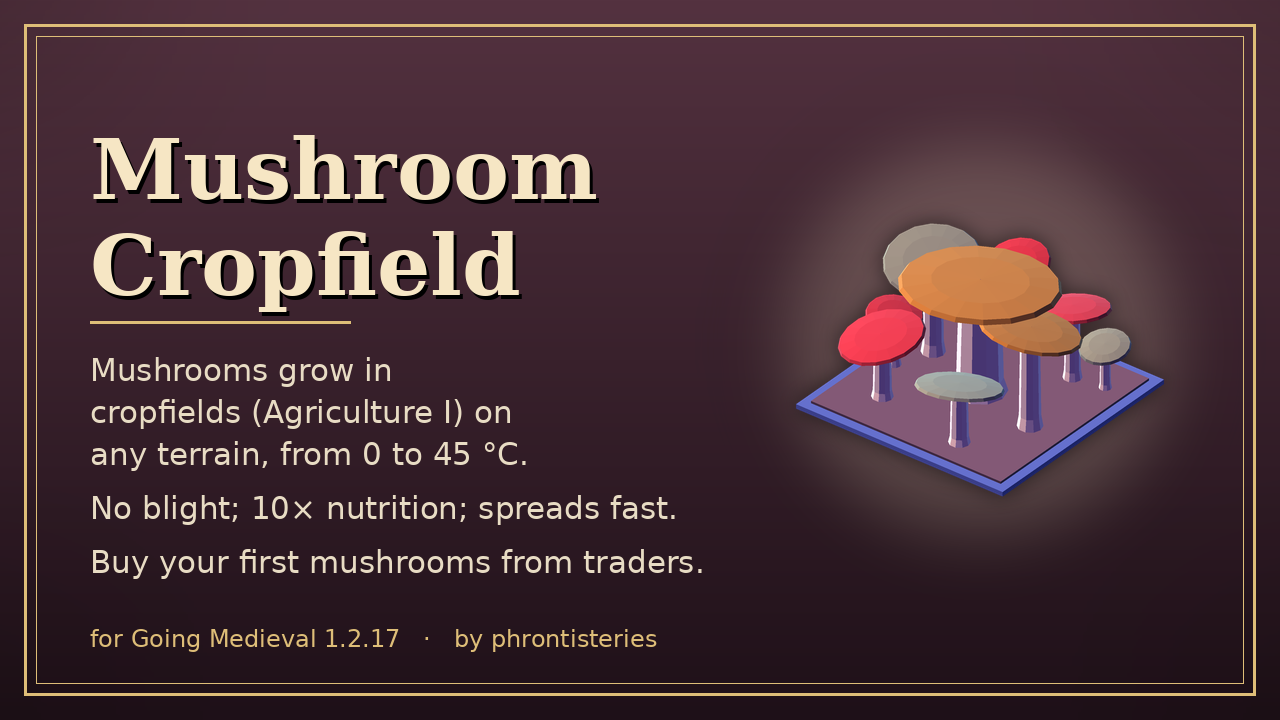 Mushroom
Cropfield
Mushrooms grow in
cropfields (Agriculture I) on
any terrain, from 0 to 45 °C.
No blight; 10× nutrition; spreads fast.
Buy your first mushrooms from traders.
for Going Medieval 1.2.17 · by phrontisteries